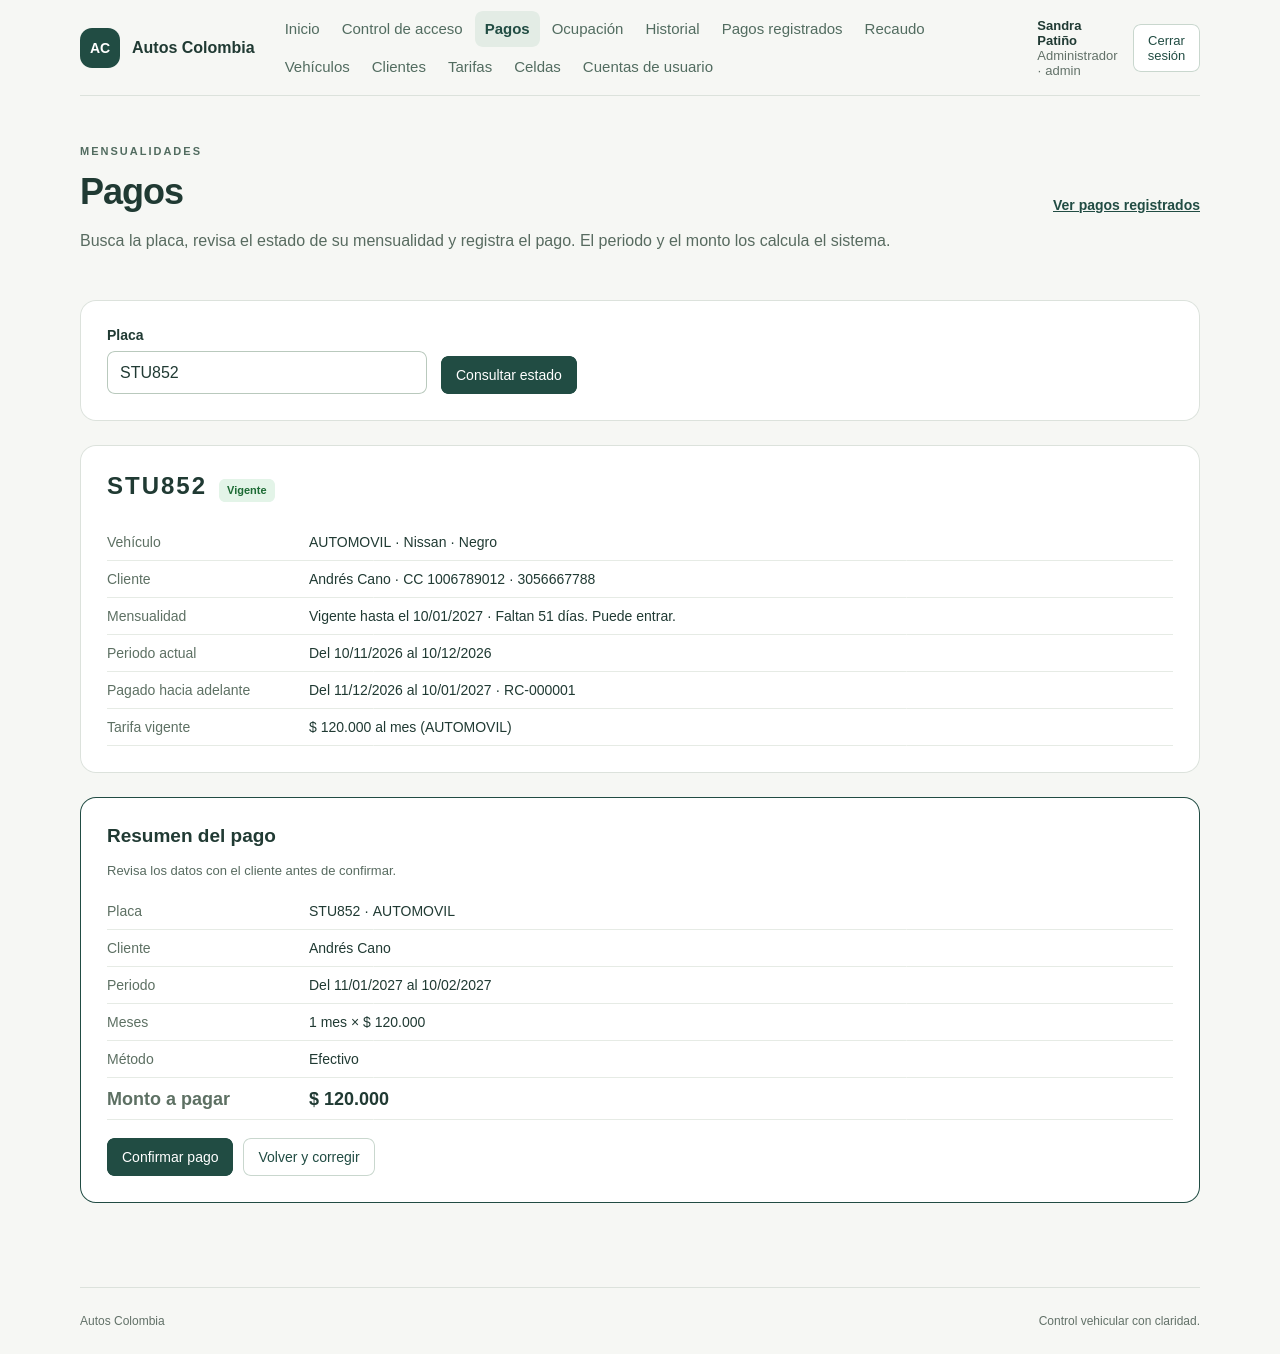 AC
Autos Colombia
Inicio Control de acceso Pagos Ocupación Historial Pagos registrados Recaudo
Vehículos Clientes Tarifas Celdas Cuentas de usuario
Sandra
Patiño
Administrador
· admin
Cerrar
sesión
MENSUALIDADES
Pagos
Ver pagos registrados
Busca la placa, revisa el estado de su mensualidad y registra el pago. El periodo y el monto los calcula el sistema.
Placa
STU852
Consultar estado
STU852 Vigente
Vehículo AUTOMOVIL · Nissan · Negro
Cliente Andrés Cano · CC 1006789012 · 3056667788
Mensualidad Vigente hasta el 10/01/2027 · Faltan 51 días. Puede entrar.
Periodo actual Del 10/11/2026 al 10/12/2026
Pagado hacia adelante Del 11/12/2026 al 10/01/2027 · RC-000001
Tarifa vigente $ 120.000 al mes (AUTOMOVIL)
Resumen del pago
Revisa los datos con el cliente antes de confirmar.
Placa STU852 · AUTOMOVIL
Cliente Andrés Cano
Periodo Del 11/01/2027 al 10/02/2027
Meses 1 mes × $ 120.000
Método Efectivo
Monto a pagar $ 120.000
Confirmar pago Volver y corregir
Autos Colombia Control vehicular con claridad.